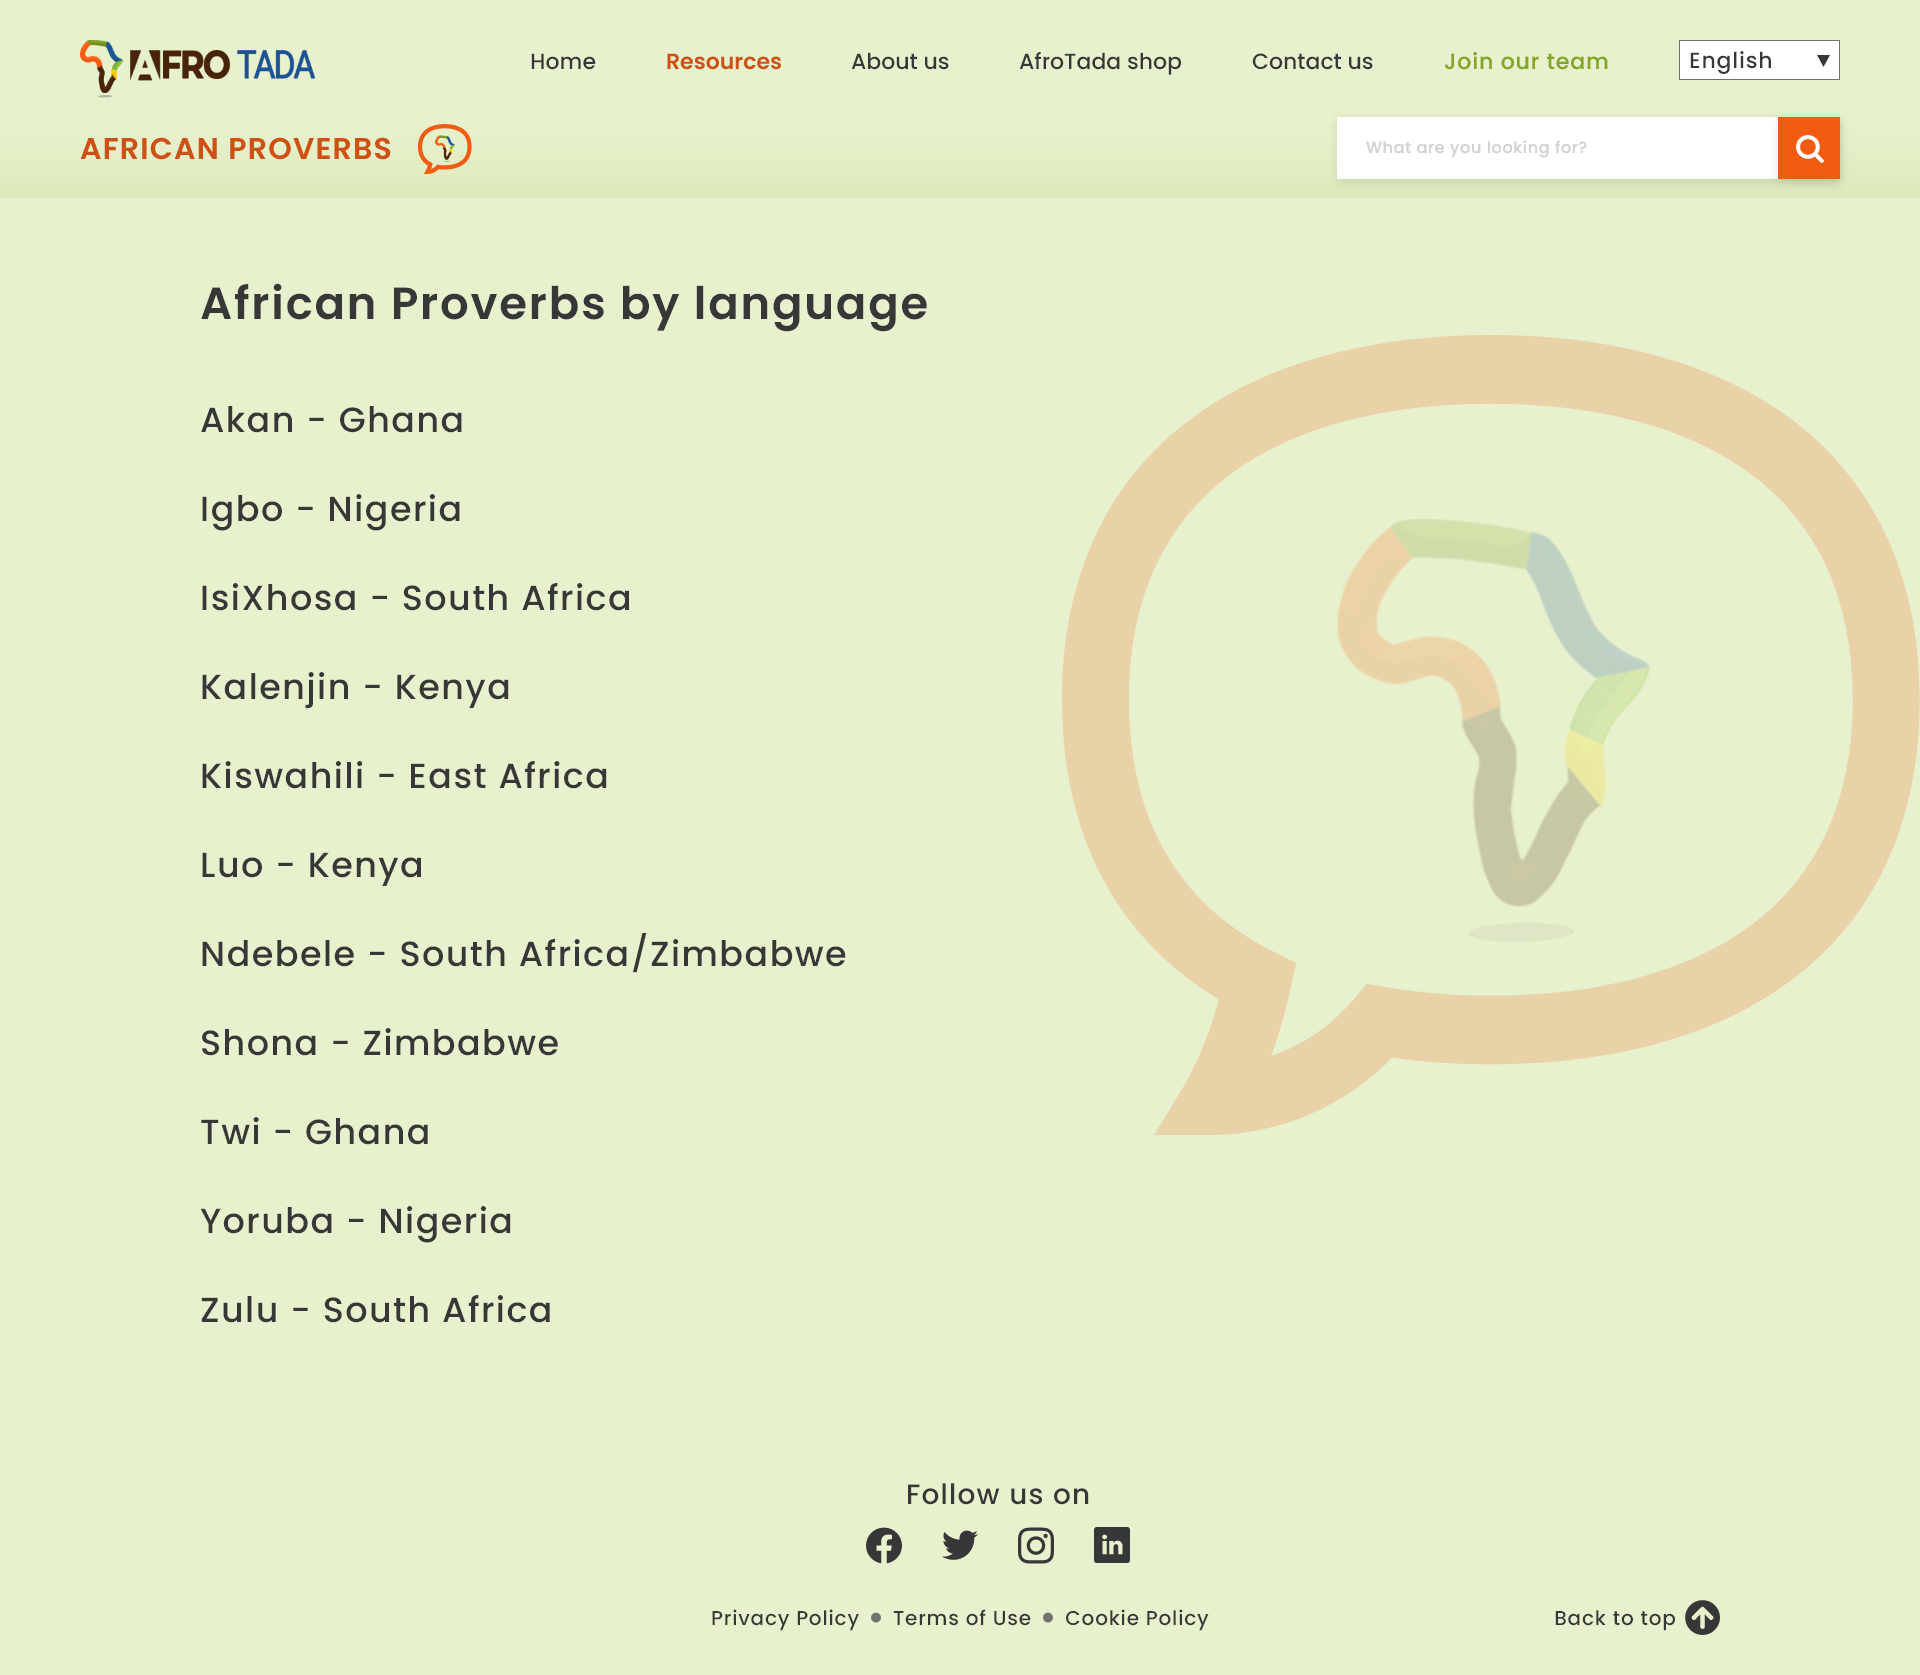 AFRO TADA
Home Resources About us AfroTada shop Contact us Join our team English
AFRICAN PROVERBS
What are you looking for?
African Proverbs by language
Akan - Ghana
Igbo - Nigeria
IsiXhosa - South Africa
Kalenjin - Kenya
Kiswahili - East Africa
Luo - Kenya
Ndebele - South Africa/Zimbabwe
Shona - Zimbabwe
Twi - Ghana
Yoruba - Nigeria
Zulu - South Africa
Follow us on
in
Privacy Policy • Terms of Use • Cookie Policy
Back to top